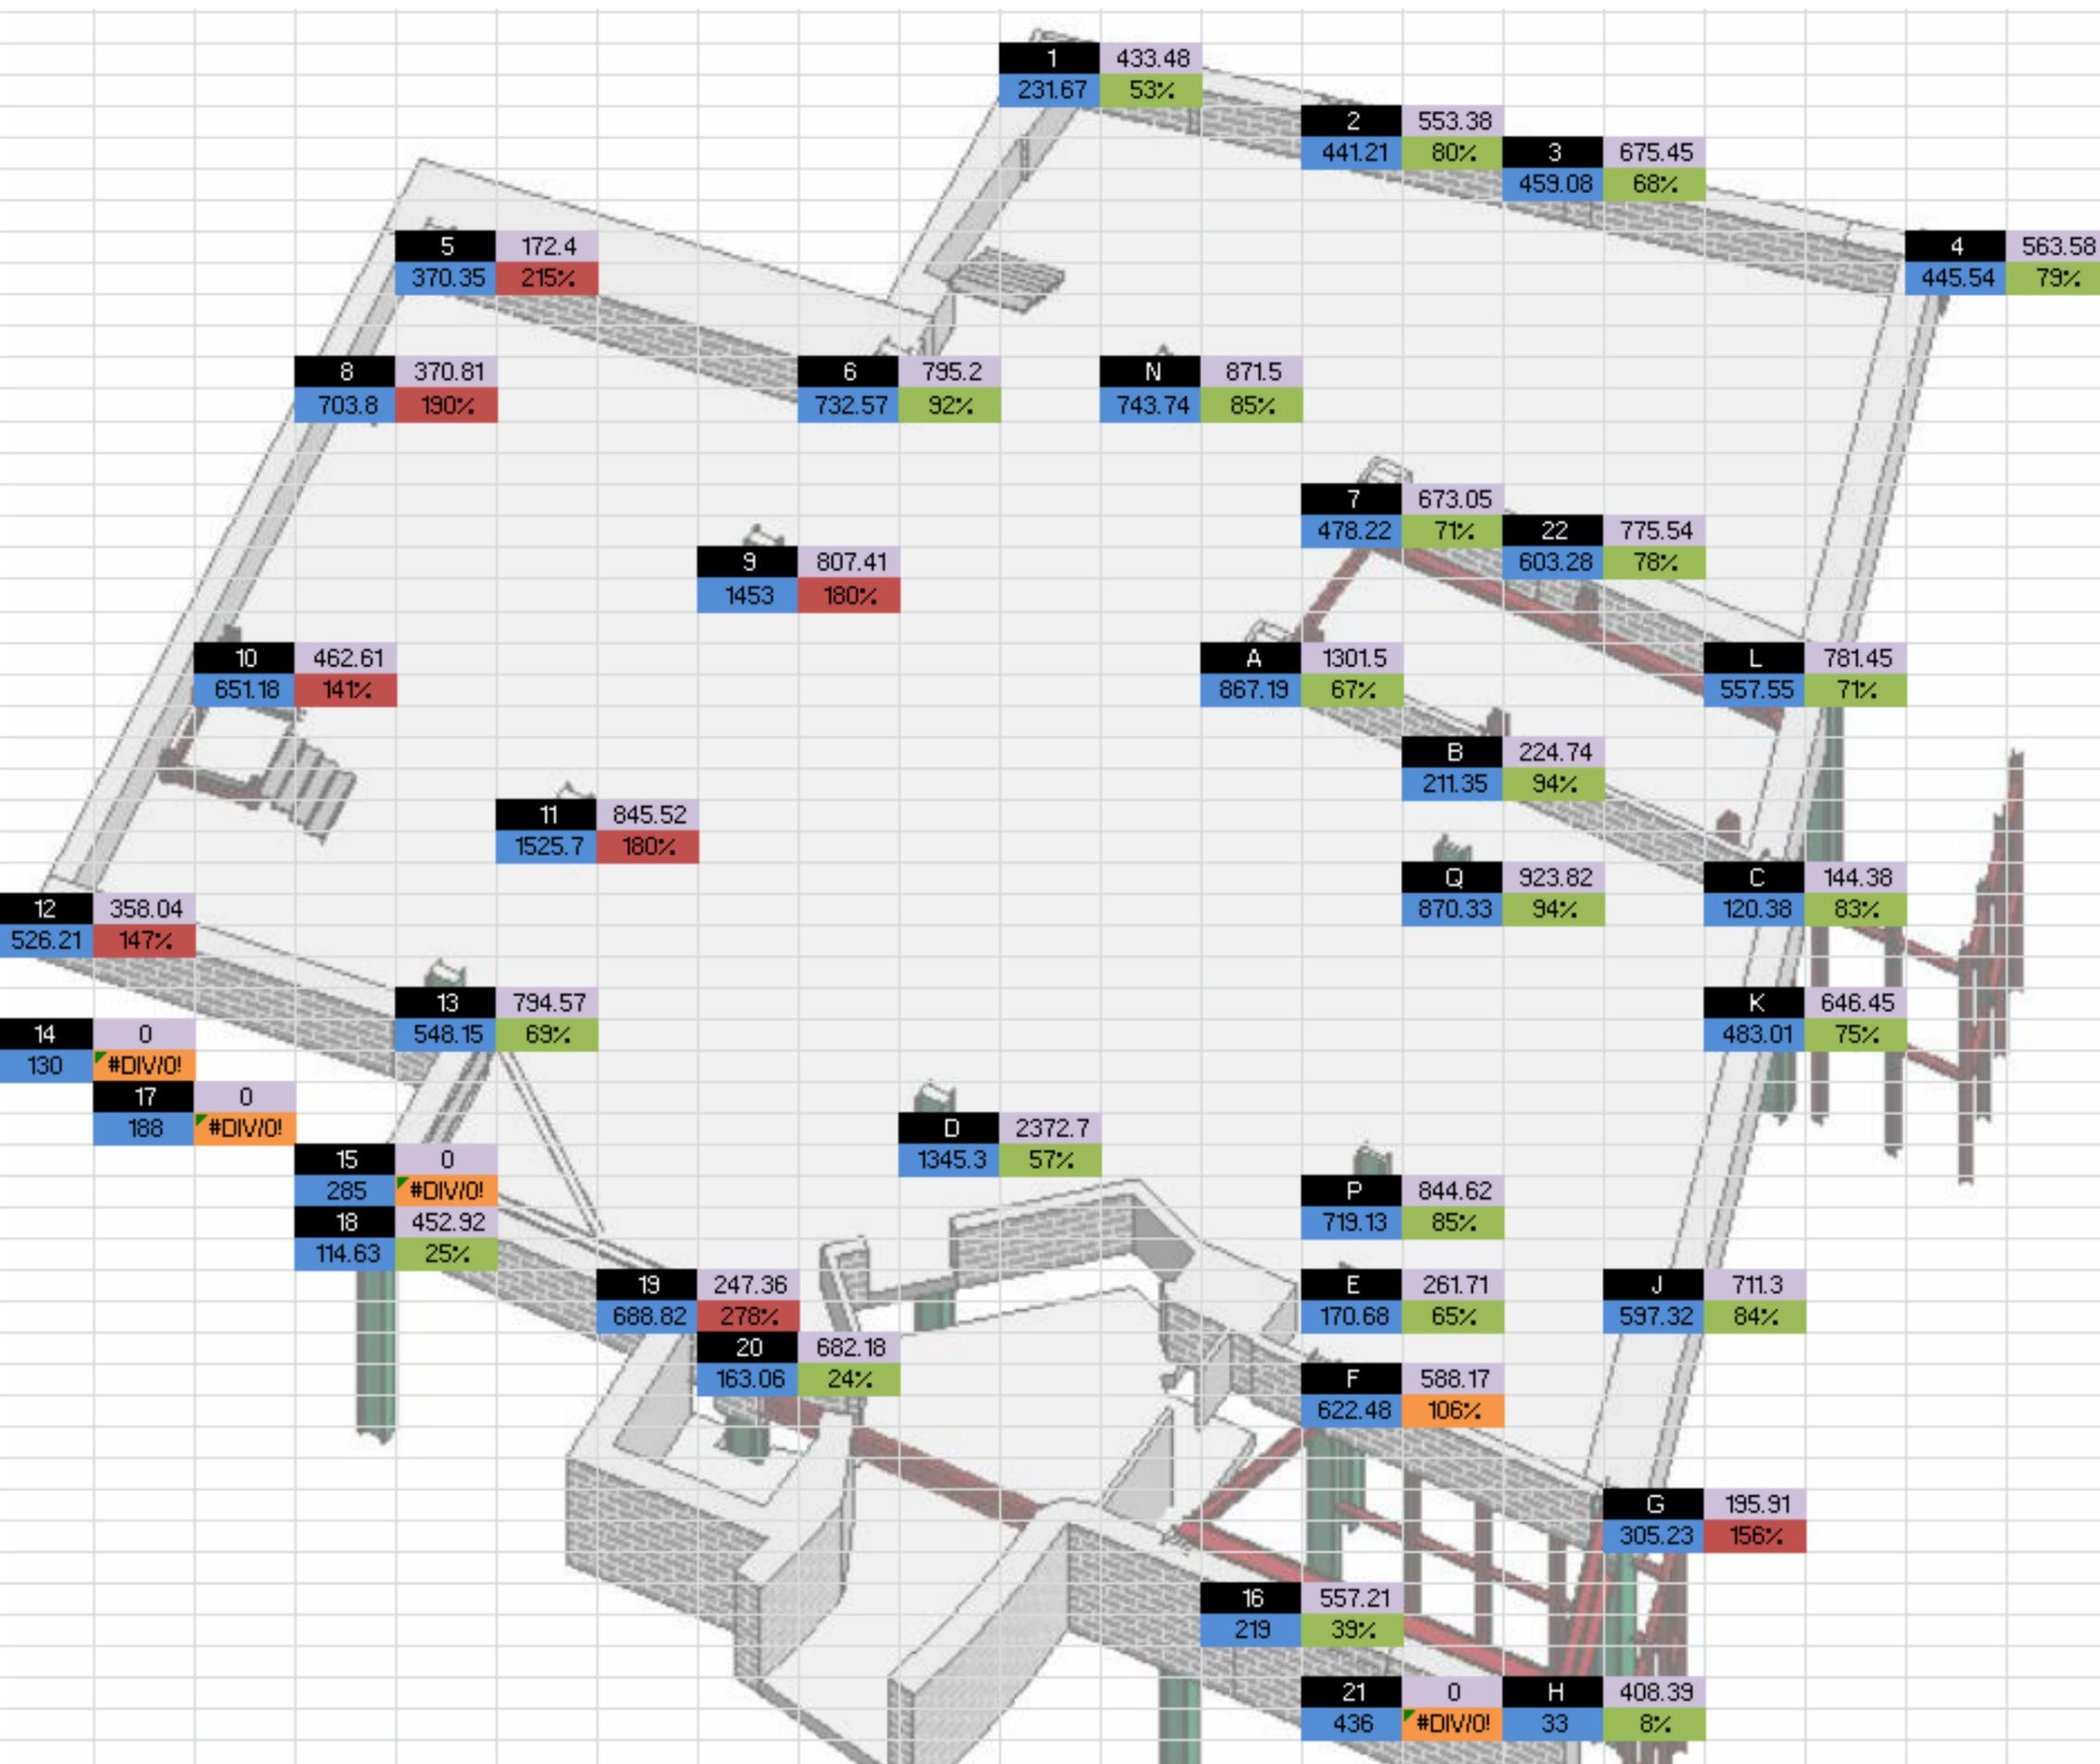 1 433.48
231.67 53%
2 553.38
441.21 80%
3 675.45
459.08 68%
4 563.58
445.54 79%
5 172.4
370.35 215%
8 370.81
703.8 190%
6 795.2
732.57 92%
N 871.5
743.74 85%
7 673.05
478.22 71%
22 775.54
603.28 78%
9 807.41
1453 180%
10 462.61
651.18 141%
A 1301.5
867.19 67%
L 781.45
557.55 71%
B 224.74
211.35 94%
11 845.52
1525.7 180%
Q 923.82
870.33 94%
C 144.38
120.38 83%
12 358.04
526.21 147%
13 794.57
548.15 69%
K 646.45
483.01 75%
14 0
130 #DIV/0!
17 0
188 #DIV/0!
D 2372.7
1345.3 57%
15 0
285 #DIV/0!
P 844.62
719.13 85%
18 452.92
114.63 25%
19 247.36
688.82 278%
E 261.71
170.68 65%
J 711.3
597.32 84%
20 682.18
163.06 24%
F 588.17
622.48 106%
G 195.91
305.23 156%
16 557.21
219 39%
21 0 H 408.39
436 #DIV/0! 33 8%